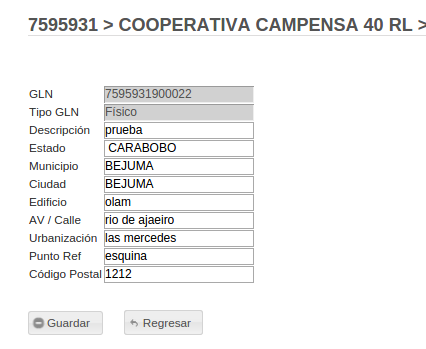 7595931 > COOPERATIVA CAMPENSA 40 RL >
GLN 7595931900022
Tipo GLN Físico
Descripción prueba
Estado CARABOBO
Municipio BEJUMA
Ciudad BEJUMA
Edificio olam
AV / Calle rio de ajaeiro
Urbanización las mercedes
Punto Ref esquina
Código Postal 1212
Guardar Regresar